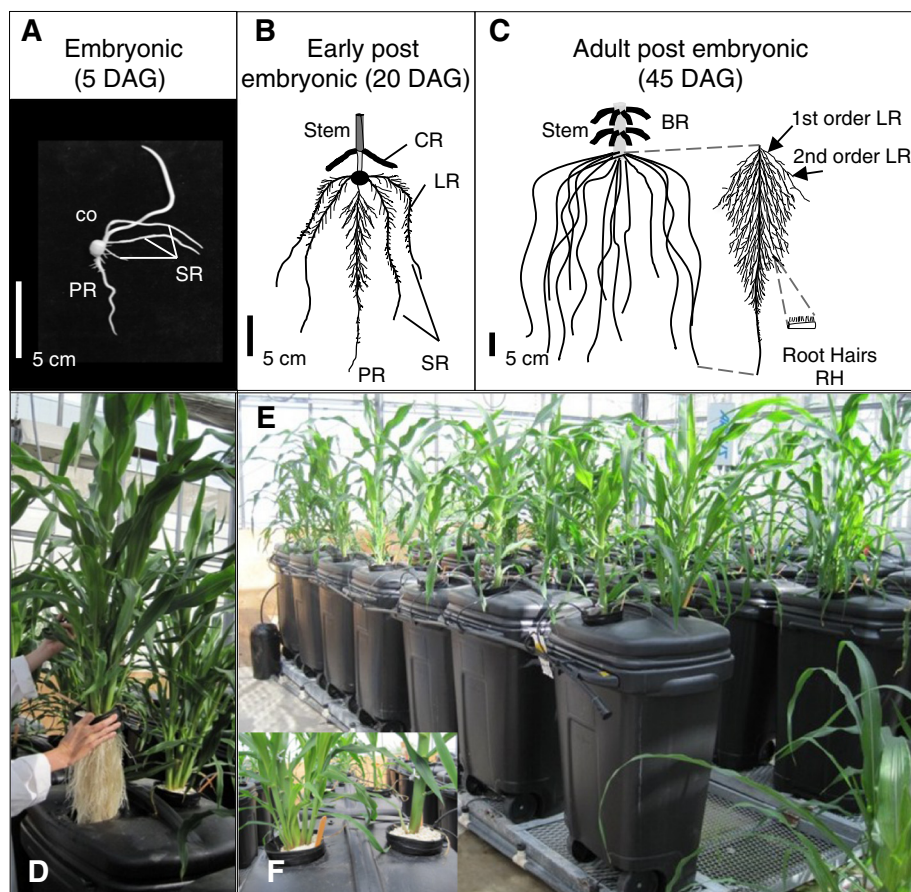 A
Embryonic
(5 DAG)
co
PR
SR
5 cm
B
Early post
embryonic (20 DAG)
Stem
CR
LR
5 cm
PR
SR
C
Adult post embryonic
(45 DAG)
Stem
BR
1st order LR
2nd order LR
5 cm
Root Hairs
RH
D
E
F